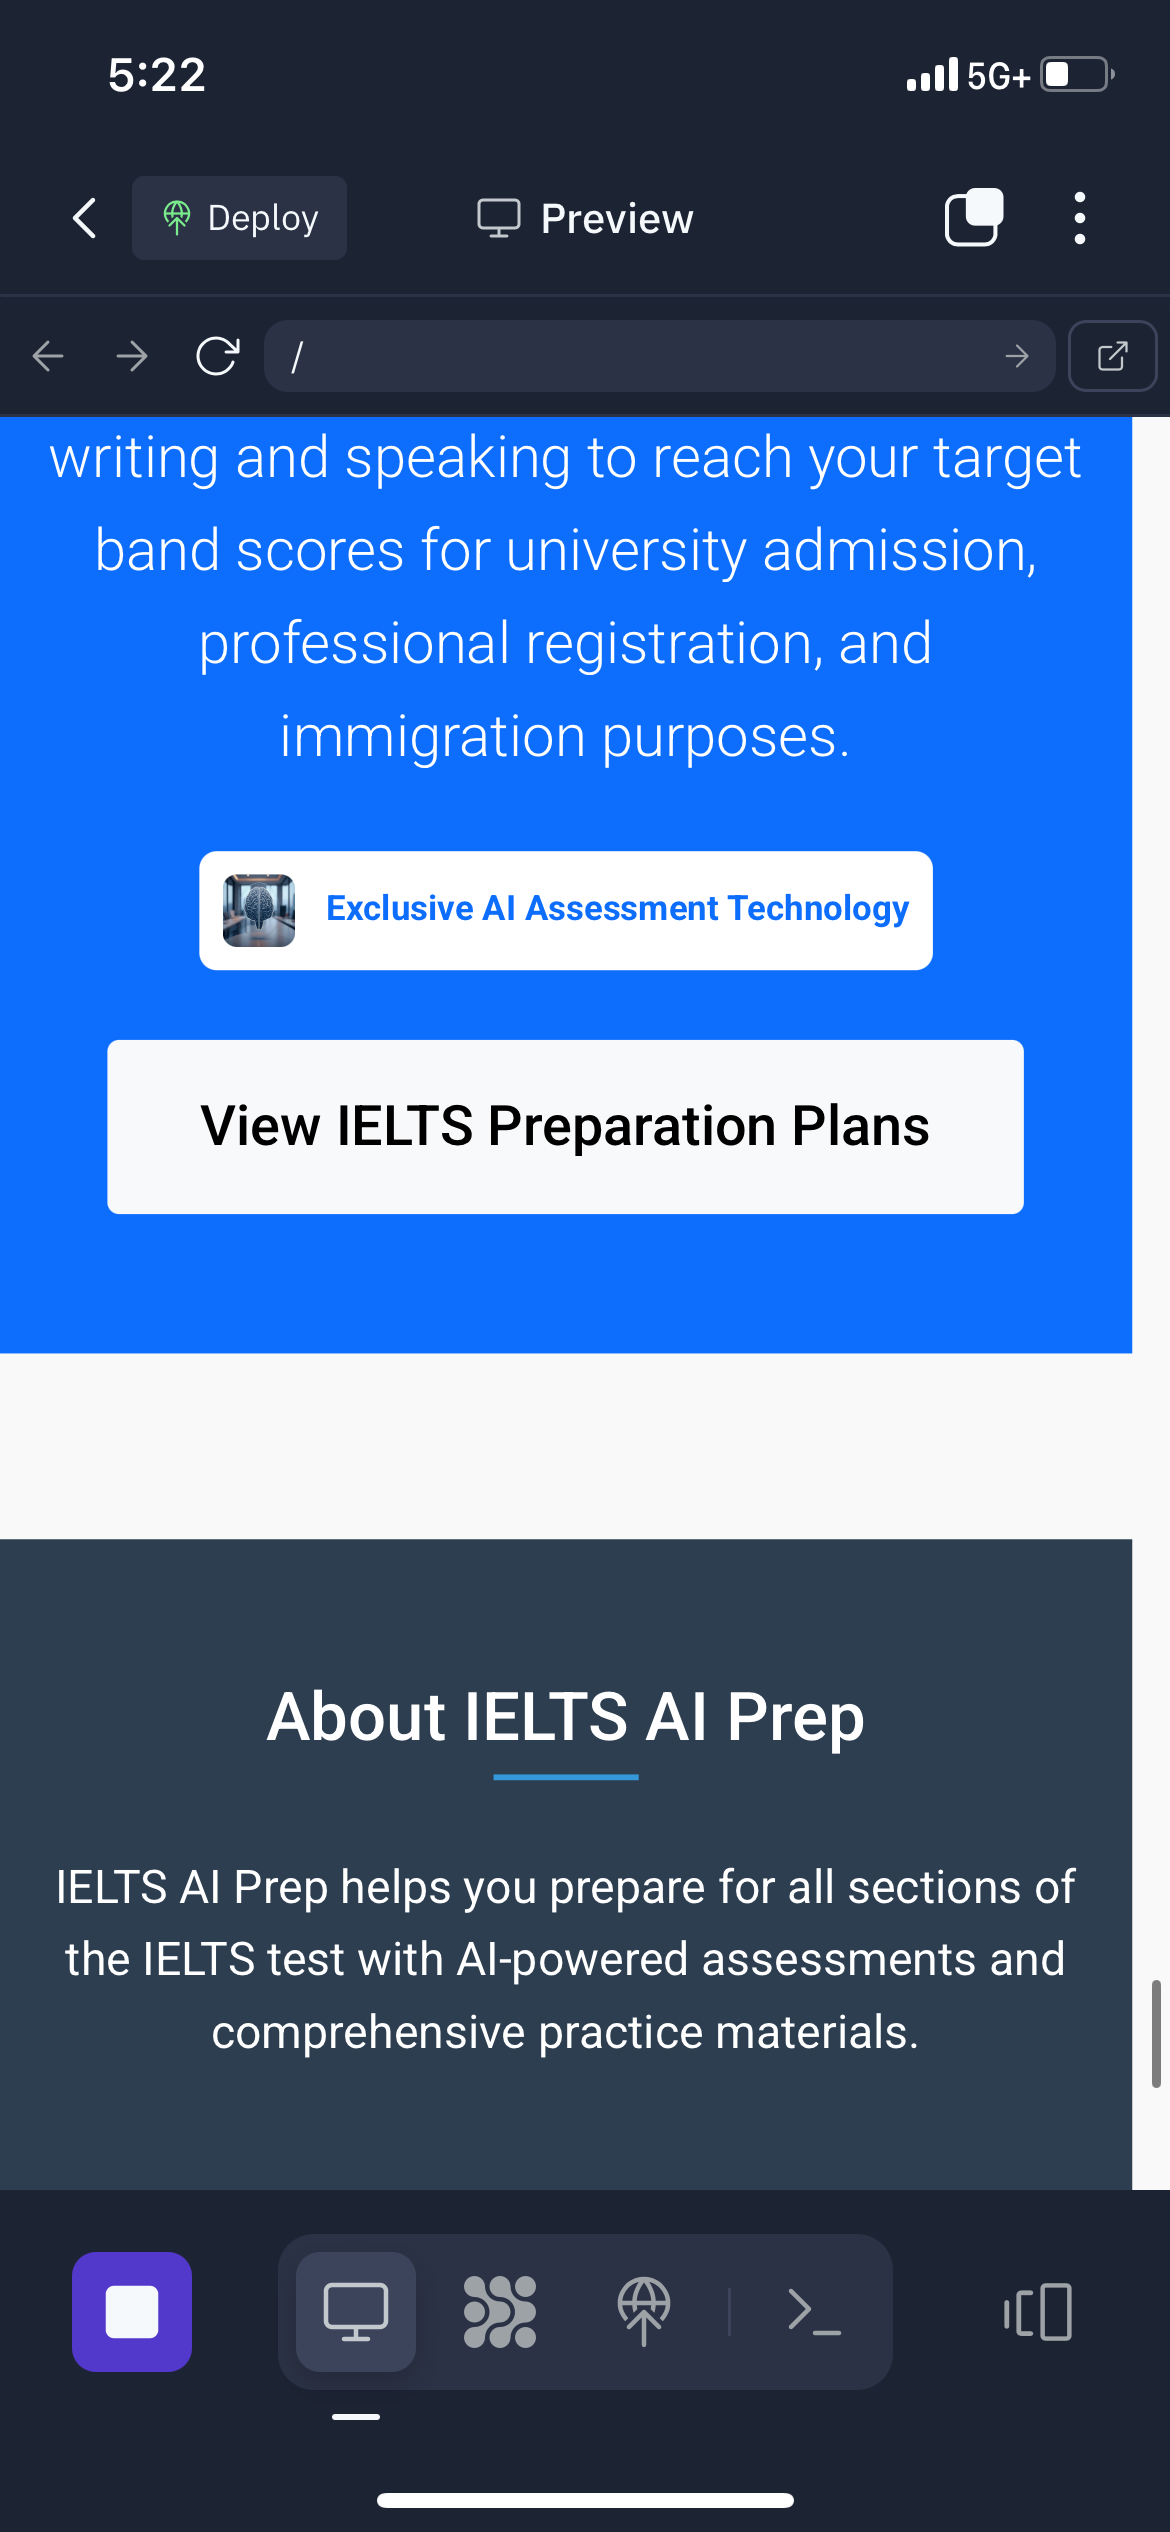 5:22
5G+
Deploy
Preview
/
writing and speaking to reach your target
band scores for university admission,
professional registration, and
immigration purposes.
Exclusive AI Assessment Technology
View IELTS Preparation Plans
About IELTS AI Prep
IELTS AI Prep helps you prepare for all sections of
the IELTS test with AI-powered assessments and
comprehensive practice materials.